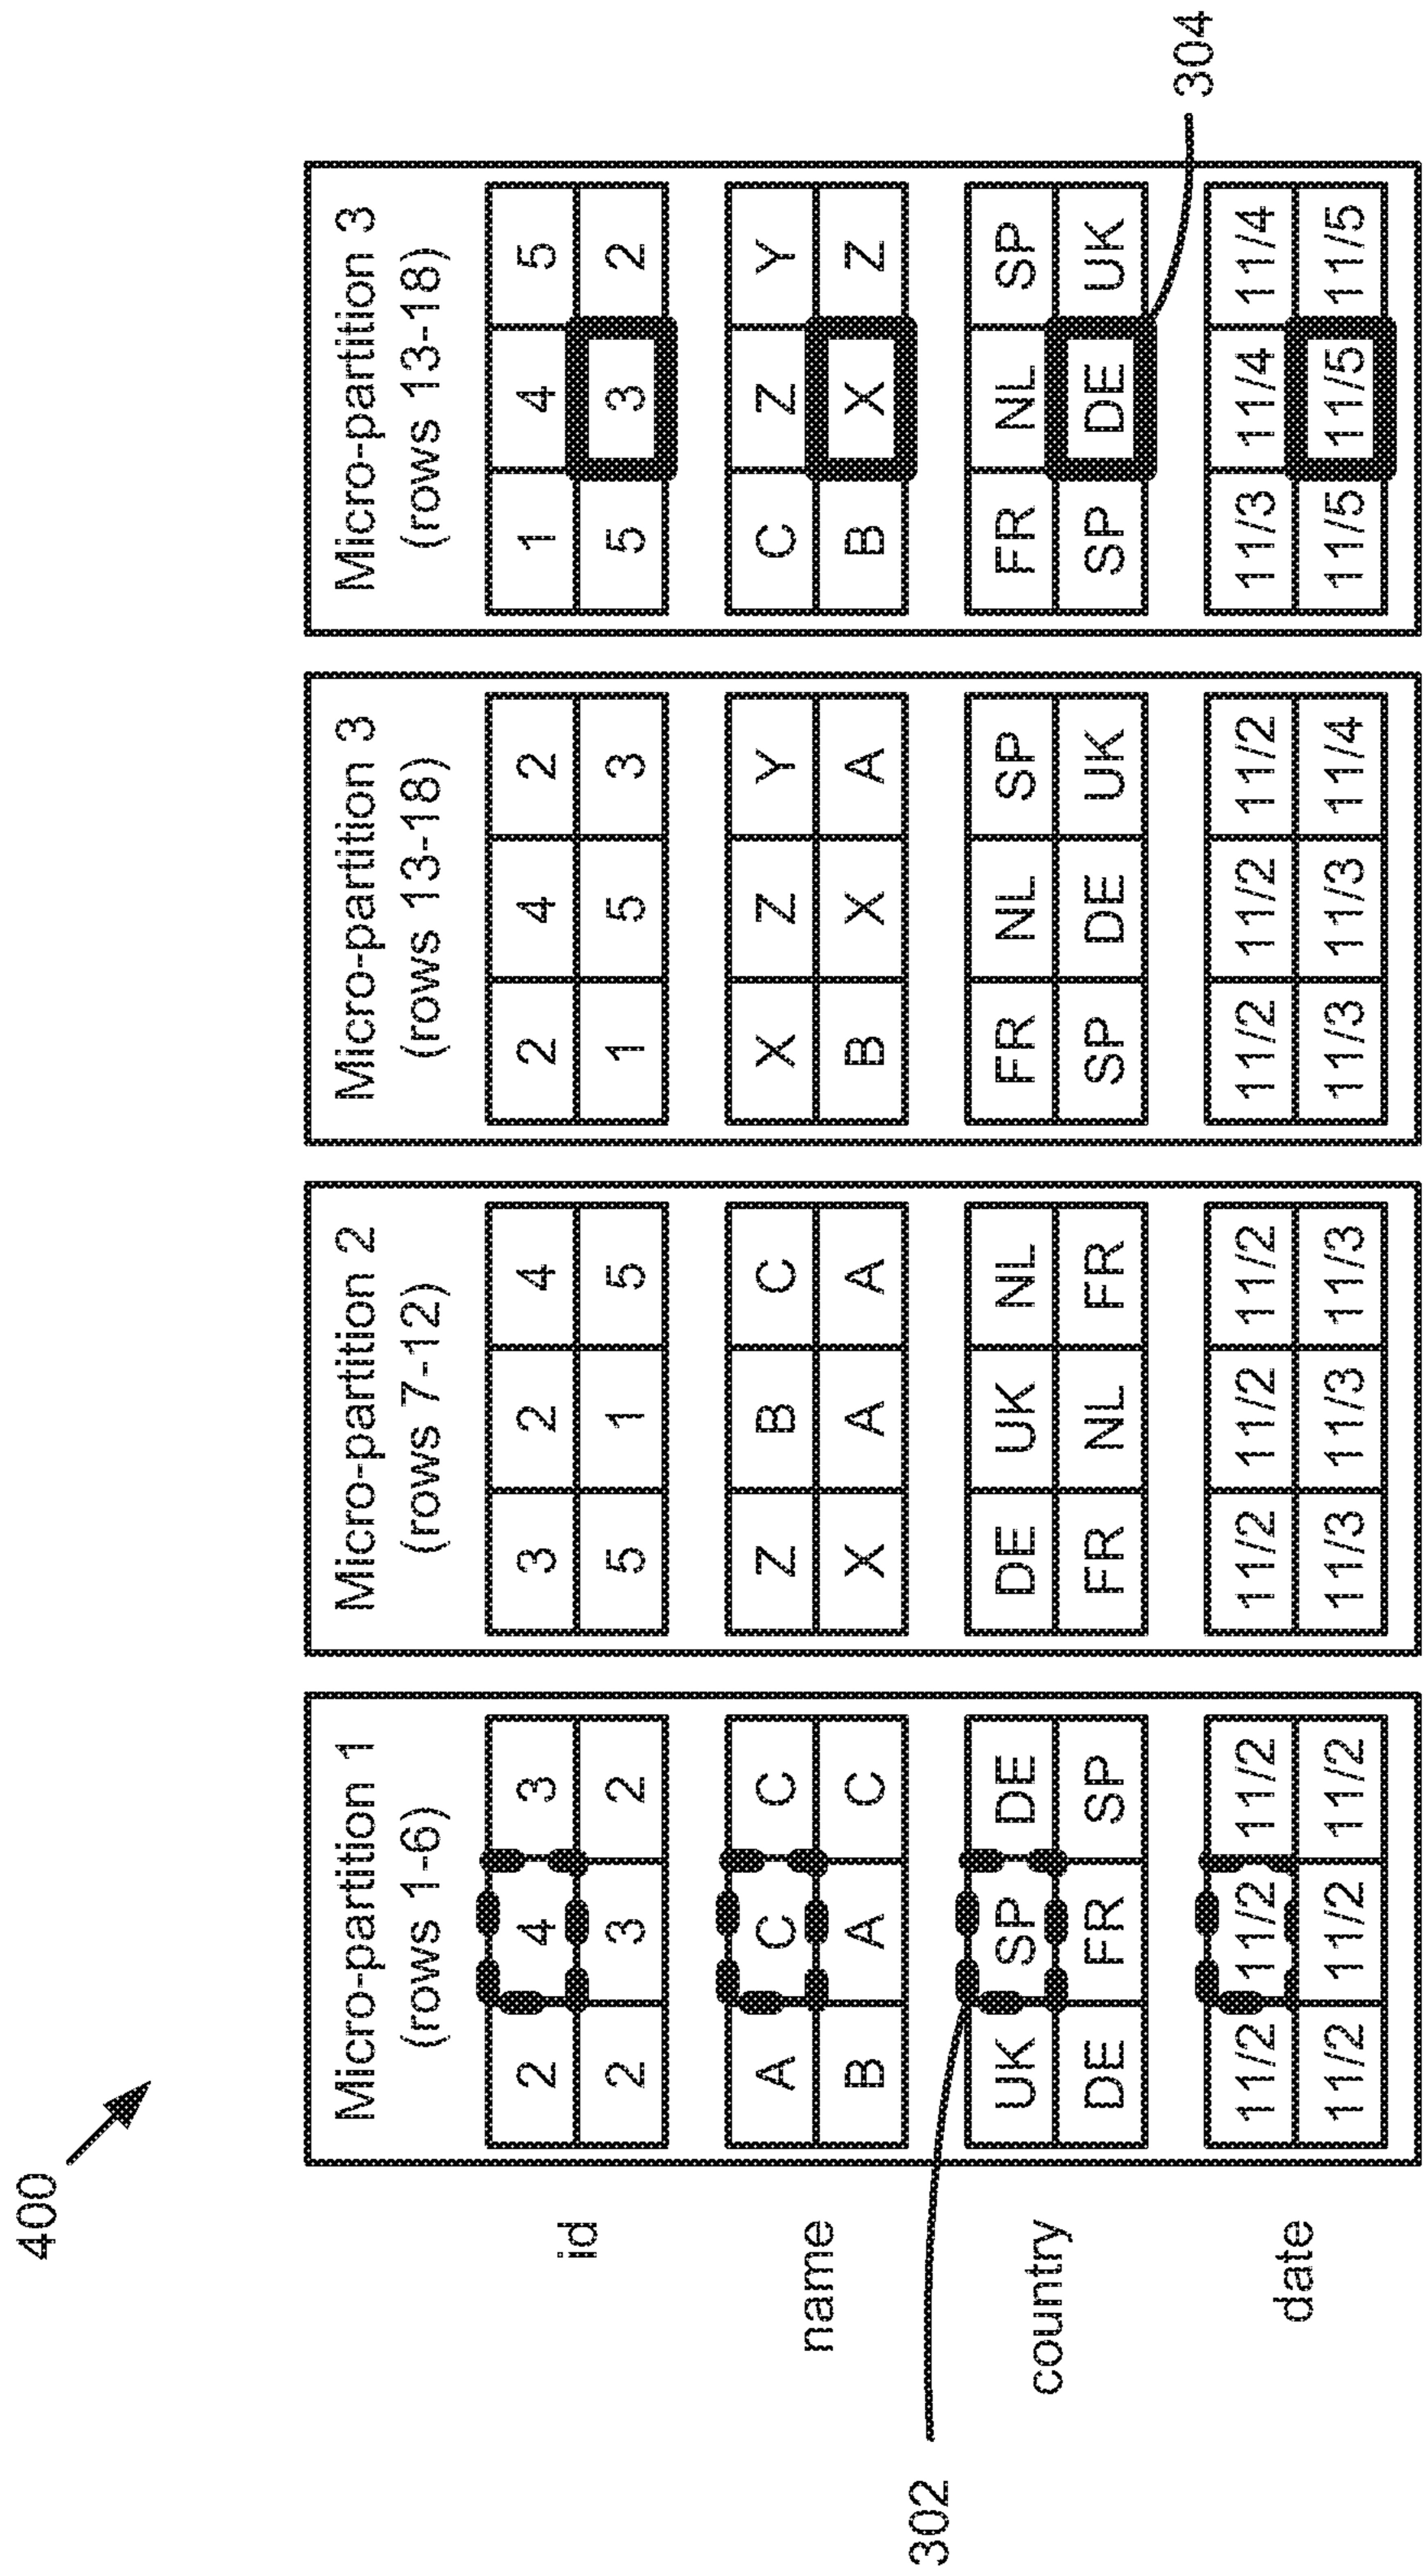 400
Micro-partition 1
(rows 1-6)
Micro-partition 2
(rows 7-12)
Micro-partition 3
(rows 13-18)
Micro-partition 3
(rows 13-18)
id
2 4 3 3 2 4 2 4 2 1 4 5
2 3 2 5 1 5 1 5 3 5 3 2
name
A C C Z B C X Z Y C Z Y
B A C X A A B X A B X Z
country
UK SP DE DE UK NL FR NL SP FR NL SP
DE FR SP FR NL FR SP DE UK SP DE UK
date
11/2 11/2 11/2 11/2 11/2 11/2 11/2 11/2 11/2 11/3 11/4 11/4
11/2 11/2 11/2 11/3 11/3 11/3 11/3 11/3 11/4 11/5 11/5 11/5
302
304